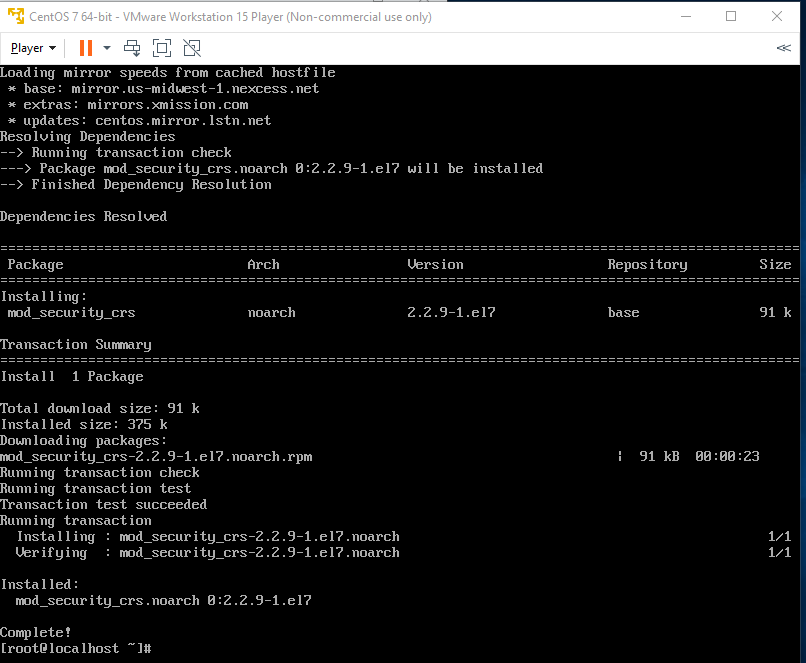 CentOS 7 64-bit - VMware Workstation 15 Player (Non-commercial use only)
Player
Loading mirror speeds from cached hostfile
* base: mirror.us-midwest-1.nexcess.net
* extras: mirrors.xmission.com
* updates: centos.mirror.lstn.net
Resolving Dependencies
--> Running transaction check
---> Package mod_security_crs.noarch 0:2.2.9-1.el7 will be installed
--> Finished Dependency Resolution
Dependencies Resolved
====================================================================================================
Package Arch Version Repository Size
====================================================================================================
Installing:
mod_security_crs noarch 2.2.9-1.el7 base 91 k
Transaction Summary
====================================================================================================
Install 1 Package
Total download size: 91 k
Installed size: 375 k
Downloading packages:
mod_security_crs-2.2.9-1.el7.noarch.rpm | 91 kB 00:00:23
Running transaction check
Running transaction test
Transaction test succeeded
Running transaction
Installing : mod_security_crs-2.2.9-1.el7.noarch 1/1
Verifying : mod_security_crs-2.2.9-1.el7.noarch 1/1
Installed:
mod_security_crs.noarch 0:2.2.9-1.el7
Complete!
[root@localhost ~]#